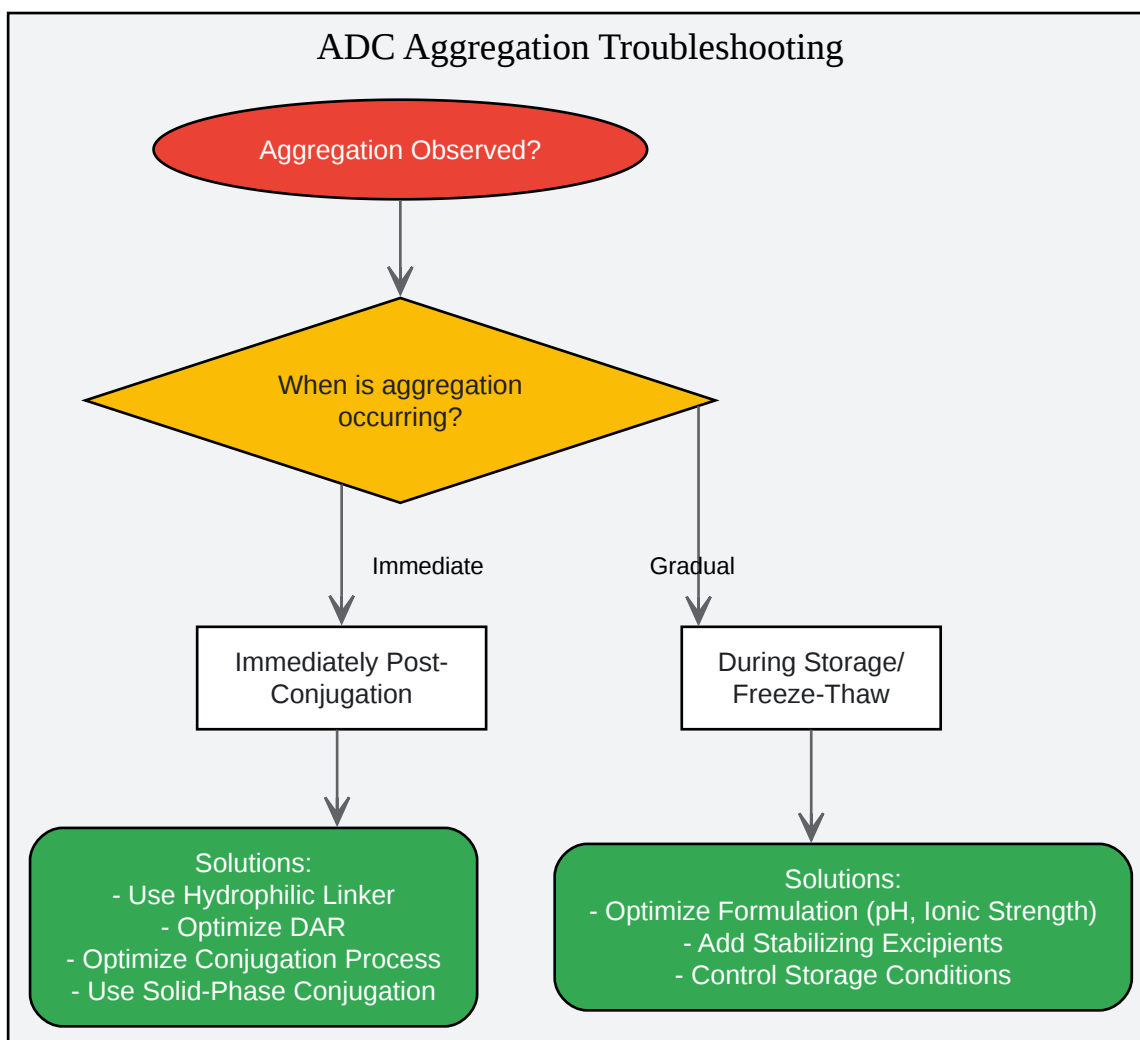 ADC Aggregation Troubleshooting
Aggregation Observed?
When is aggregation
occurring?
Immediate
Gradual
Immediately Post-
Conjugation
During Storage/
Freeze-Thaw
Solutions:
- Use Hydrophilic Linker
- Optimize DAR
- Optimize Conjugation Process
- Use Solid-Phase Conjugation
Solutions:
- Optimize Formulation (pH, Ionic Strength)
- Add Stabilizing Excipients
- Control Storage Conditions